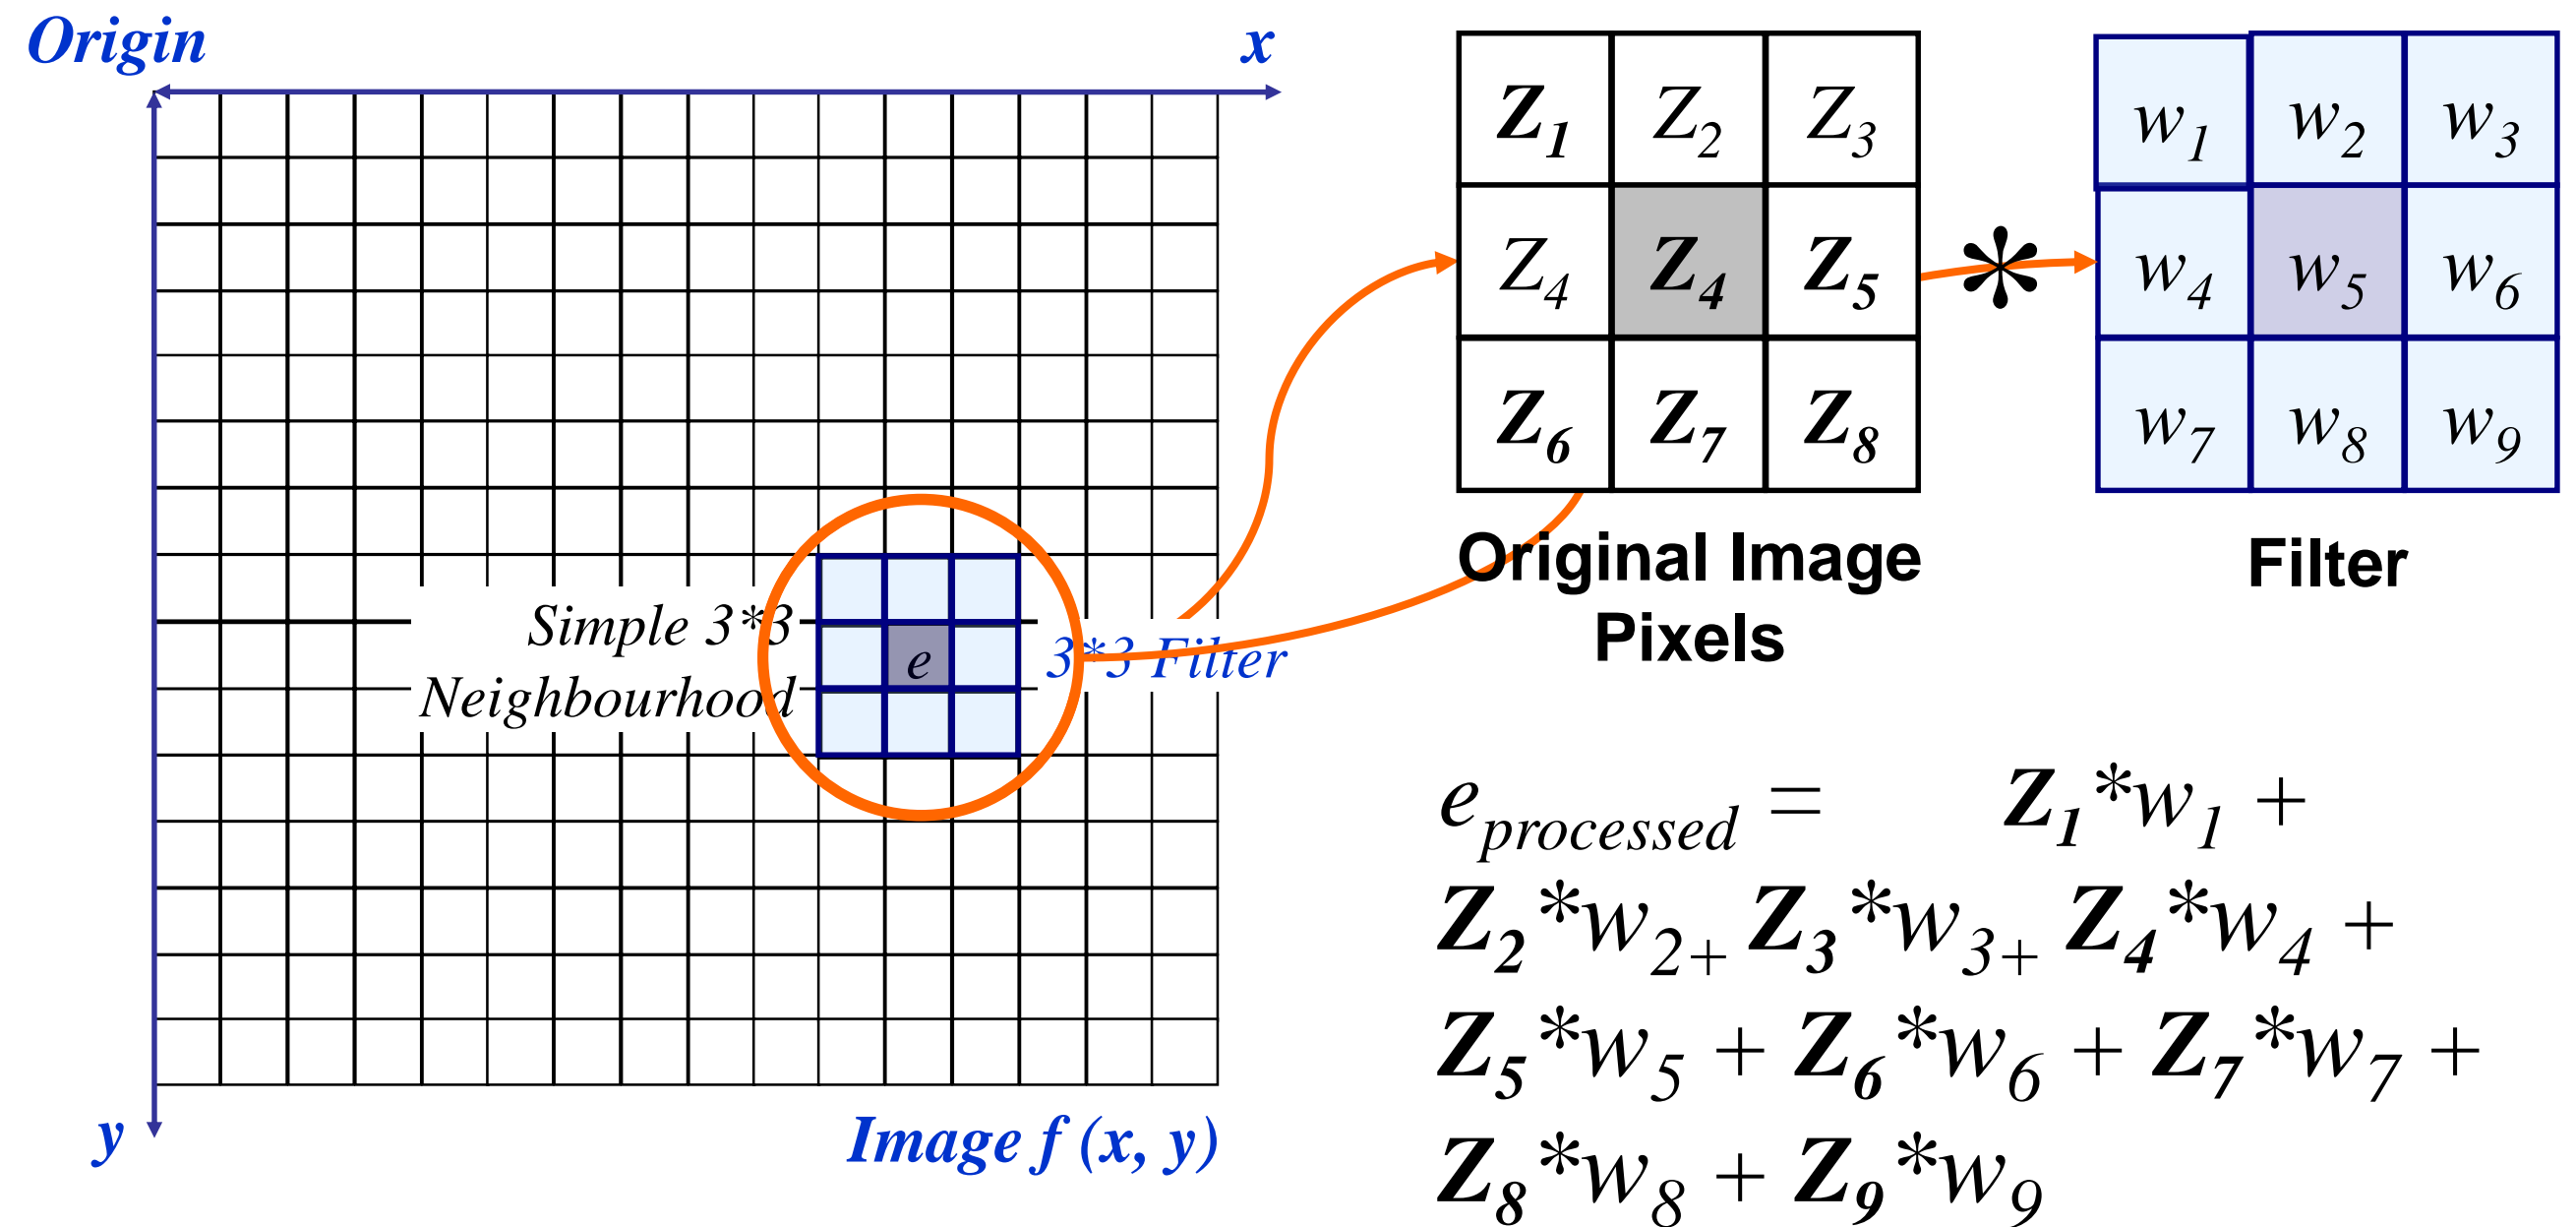 Origin
x
Z1 Z2 Z3
Z4 Z4 Z5
Z6 Z7 Z8
*
w1 w2 w3
w4 w5 w6
w7 w8 w9
Original Image
Pixels
Filter
Simple 3*3
Neighbourhood
e
3*3 Filter
y
Image f (x, y)
eprocessed = Z1*w1 +
Z2*w2+ Z3*w3+ Z4*w4 +
Z5*w5 + Z6*w6 + Z7*w7 +
Z8*w8 + Z9*w9